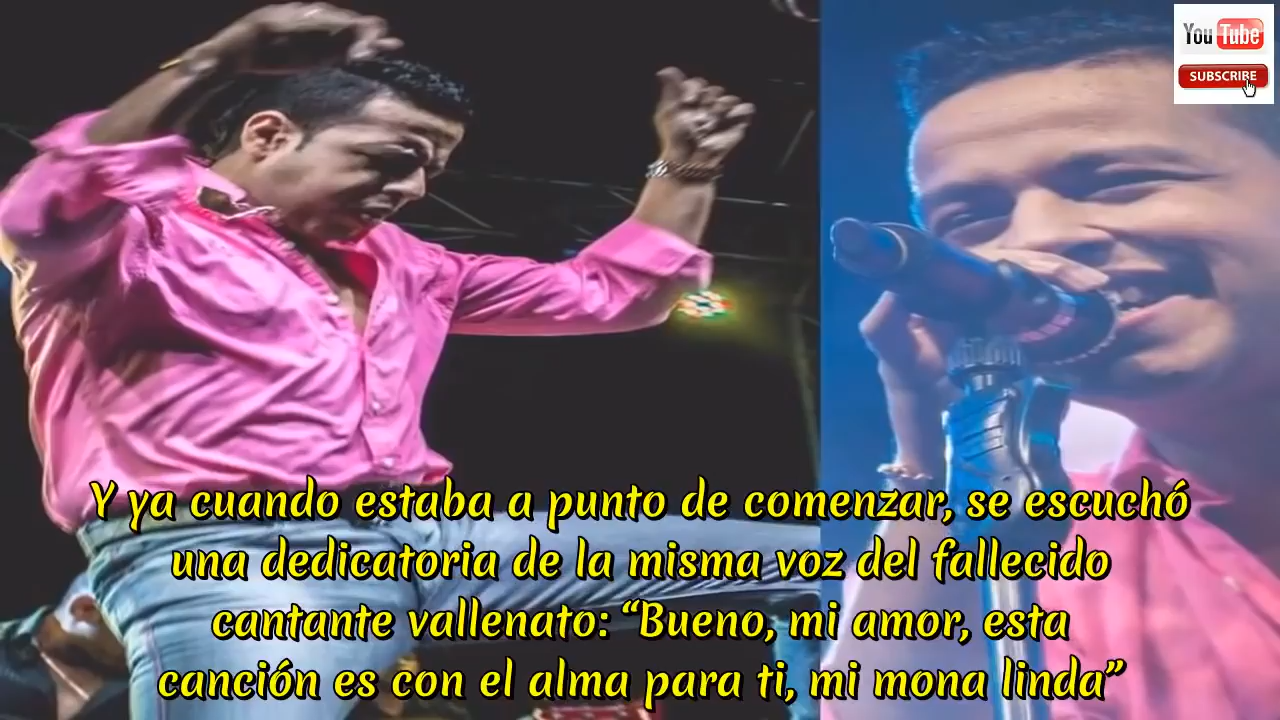 You Tube
SUBSCRIBE
Y ya cuando estaba a punto de comenzar, se escuchó
una dedicatoria de la misma voz del fallecido
cantante vallenato: “Bueno, mi amor, esta
canción es con el alma para ti, mi mona linda”